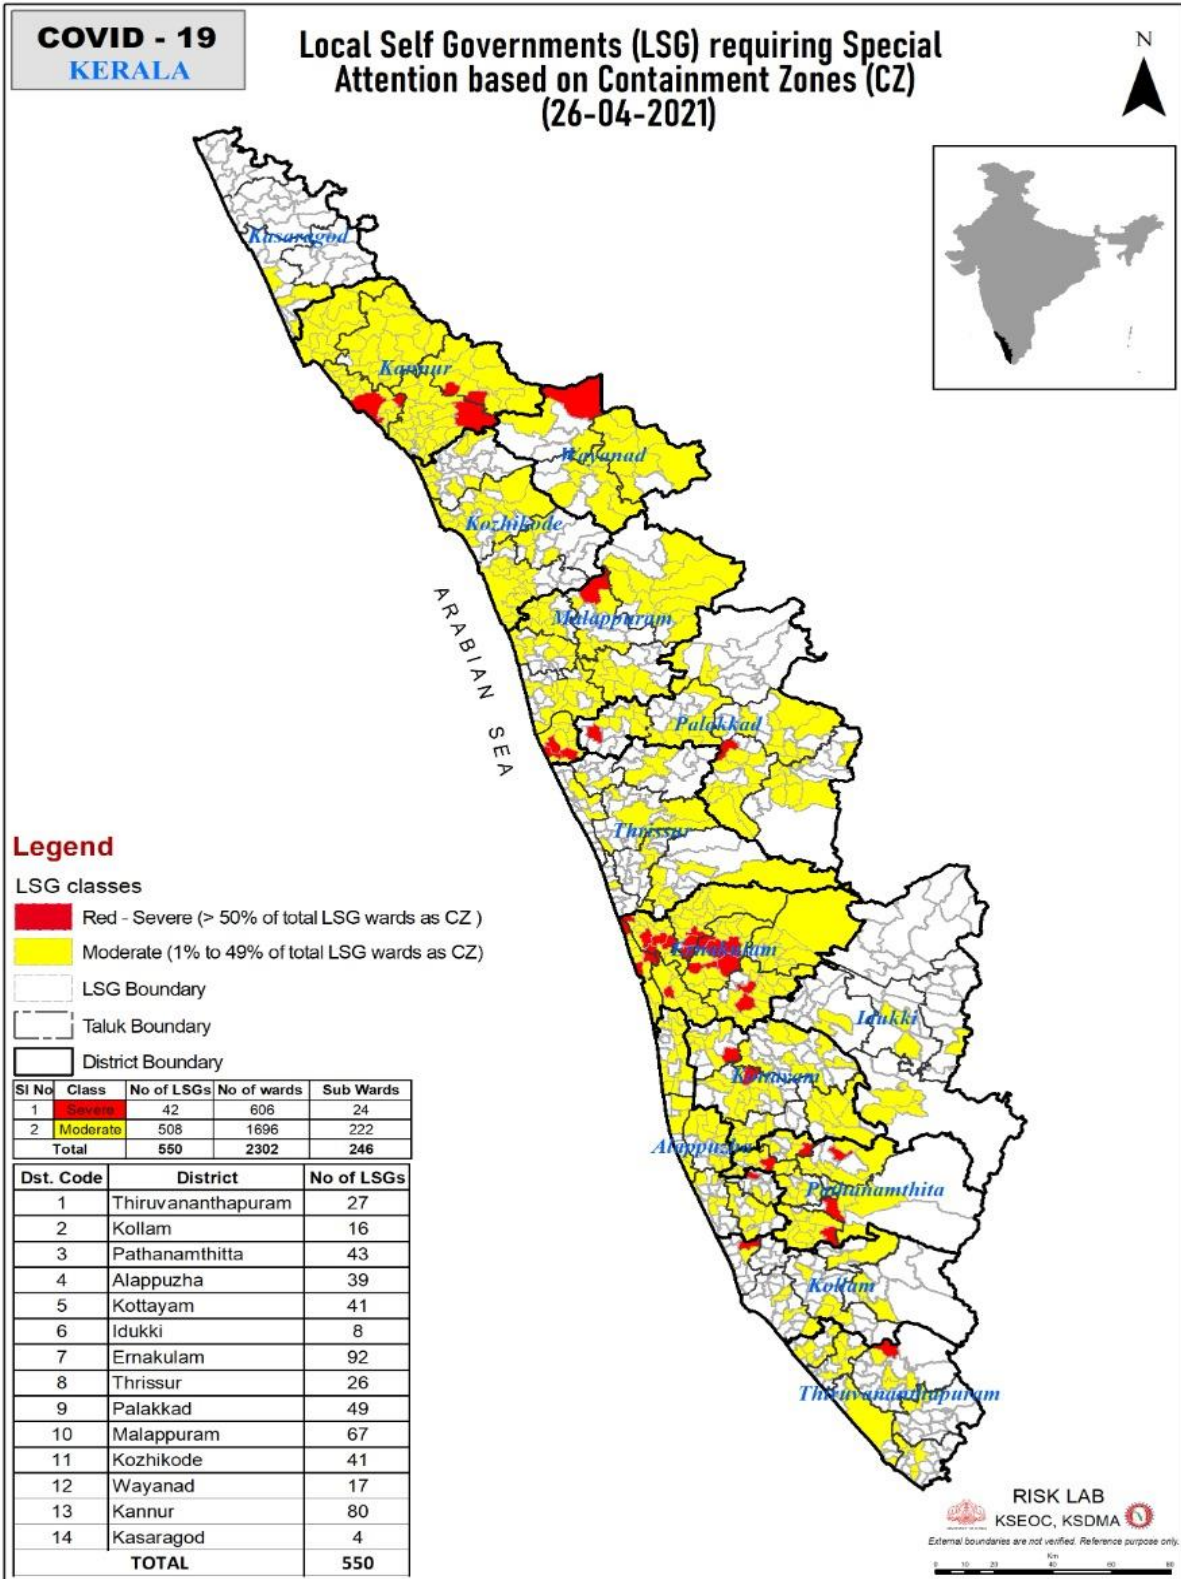 COVID - 19
KERALA
Local Self Governments (LSG) requiring Special
Attention based on Containment Zones (CZ)
(26-04-2021)
N
Kasaragod
Kannur
Wayanad
Kozhikode
Malappuram
ARABIAN SEA
Palakkad
Thrissur
Ernakulam
Idukki
Kottayam
Alappuzha
Pathanamthita
Kollam
Thiruvananthapuram
Legend
LSG classes
Red - Severe (> 50% of total LSG wards as CZ )
Moderate (1% to 49% of total LSG wards as CZ)
LSG Boundary
Taluk Boundary
District Boundary
Sl No Class No of LSGs No of wards Sub Wards
1 Severe 42 606 24
2 Moderate 508 1696 222
Total 550 2302 246
Dst. Code District No of LSGs
1 Thiruvananthapuram 27
2 Kollam 16
3 Pathanamthitta 43
4 Alappuzha 39
5 Kottayam 41
6 Idukki 8
7 Ernakulam 92
8 Thrissur 26
9 Palakkad 49
10 Malappuram 67
11 Kozhikode 41
12 Wayanad 17
13 Kannur 80
14 Kasaragod 4
TOTAL 550
RISK LAB
KSEOC, KSDMA
External boundaries are not verified. Reference purpose only.
Km
0 10 20 40 60 80